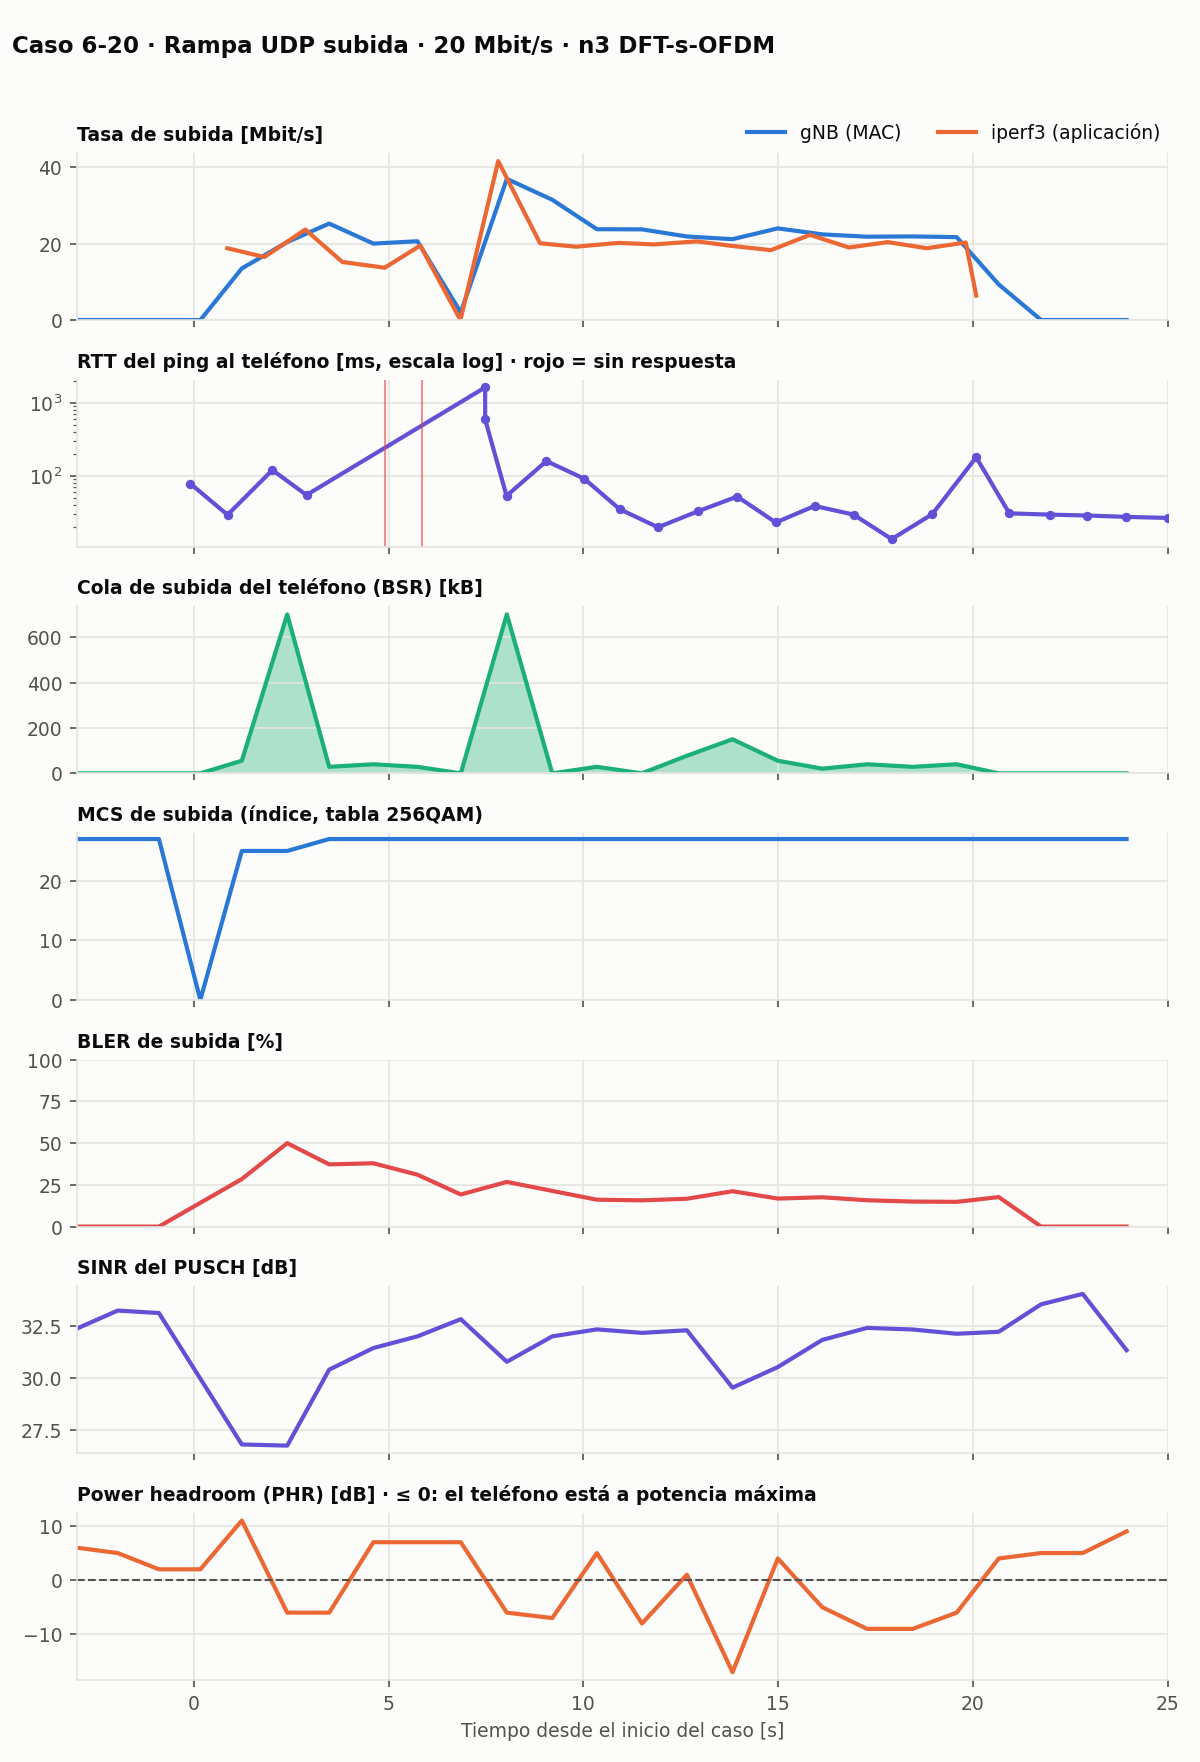 Caso 6-20 · Rampa UDP subida · 20 Mbit/s · n3 DFT-s-OFDM
Tasa de subida [Mbit/s]
gNB (MAC)
iperf3 (aplicación)
40
20
0
RTT del ping al teléfono [ms, escala log] · rojo = sin respuesta
10³
10²
Cola de subida del teléfono (BSR) [kB]
600
400
200
0
MCS de subida (índice, tabla 256QAM)
20
10
0
BLER de subida [%]
100
75
50
25
0
SINR del PUSCH [dB]
32.5
30.0
27.5
Power headroom (PHR) [dB] · ≤ 0: el teléfono está a potencia máxima
10
0
−10
0 5 10 15 20 25
Tiempo desde el inicio del caso [s]